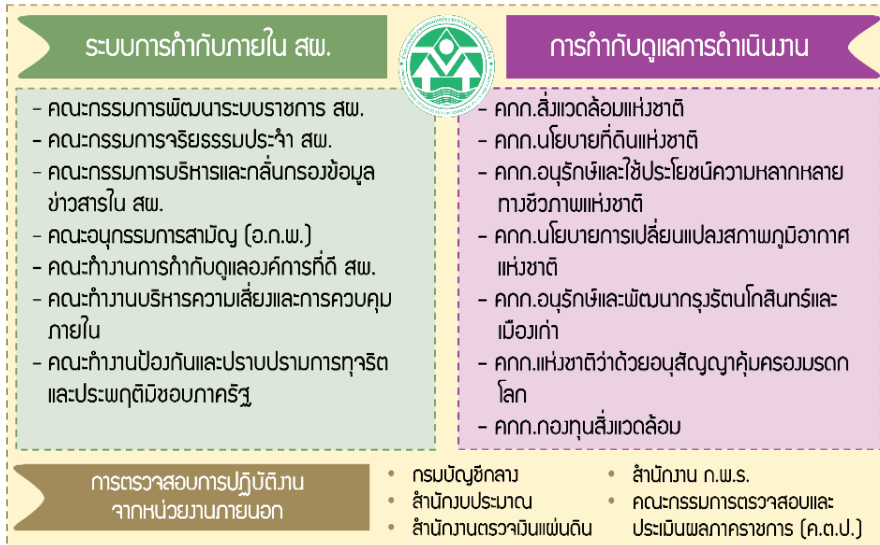 ระบบการกำกับภายใน สผ.
- คณะกรรมการพัฒนาระบบราชการ สผ.
- คณะกรรมการจริยธรรมประจำ สผ.
- คณะกรรมการบริหารและกลั่นกรองข้อมูล
ข่าวสารใน สผ.
- คณะอนุกรรมการสามัญ (อ.ก.พ.)
- คณะทำงานการกำกับดูแลองค์การที่ดี สผ.
- คณะทำงานบริหารความเสี่ยงและการควบคุม
ภายใน
- คณะทำงานป้องกันและปราบปรามการทุจริต
และประพฤติมิชอบภาครัฐ
การกำกับดูแลการดำเนินงาน
- คกก.สิ่งแวดล้อมแห่งชาติ
- คกก.นโยบายที่ดินแห่งชาติ
- คกก.อนุรักษ์และใช้ประโยชน์ความหลากหลาย
ทางชีวภาพแห่งชาติ
- คกก.นโยบายการเปลี่ยนแปลงสภาพภูมิอากาศ
แห่งชาติ
- คกก.อนุรักษ์และพัฒนากรุงรัตนโกสินทร์และ
เมืองเก่า
- คกก.แห่งชาติว่าด้วยอนุสัญญาคุ้มครองมรดก
โลก
- คกก.กองทุนสิ่งแวดล้อม
การตรวจสอบการปฏิบัติงาน
จากหน่วยงานภายนอก
• กรมบัญชีกลาง
• สำนักงบประมาณ
• สำนักงานตรวจเงินแผ่นดิน
• สำนักงาน ก.พ.ร.
• คณะกรรมการตรวจสอบและ
ประเมินผลภาคราชการ (ค.ต.ป.)